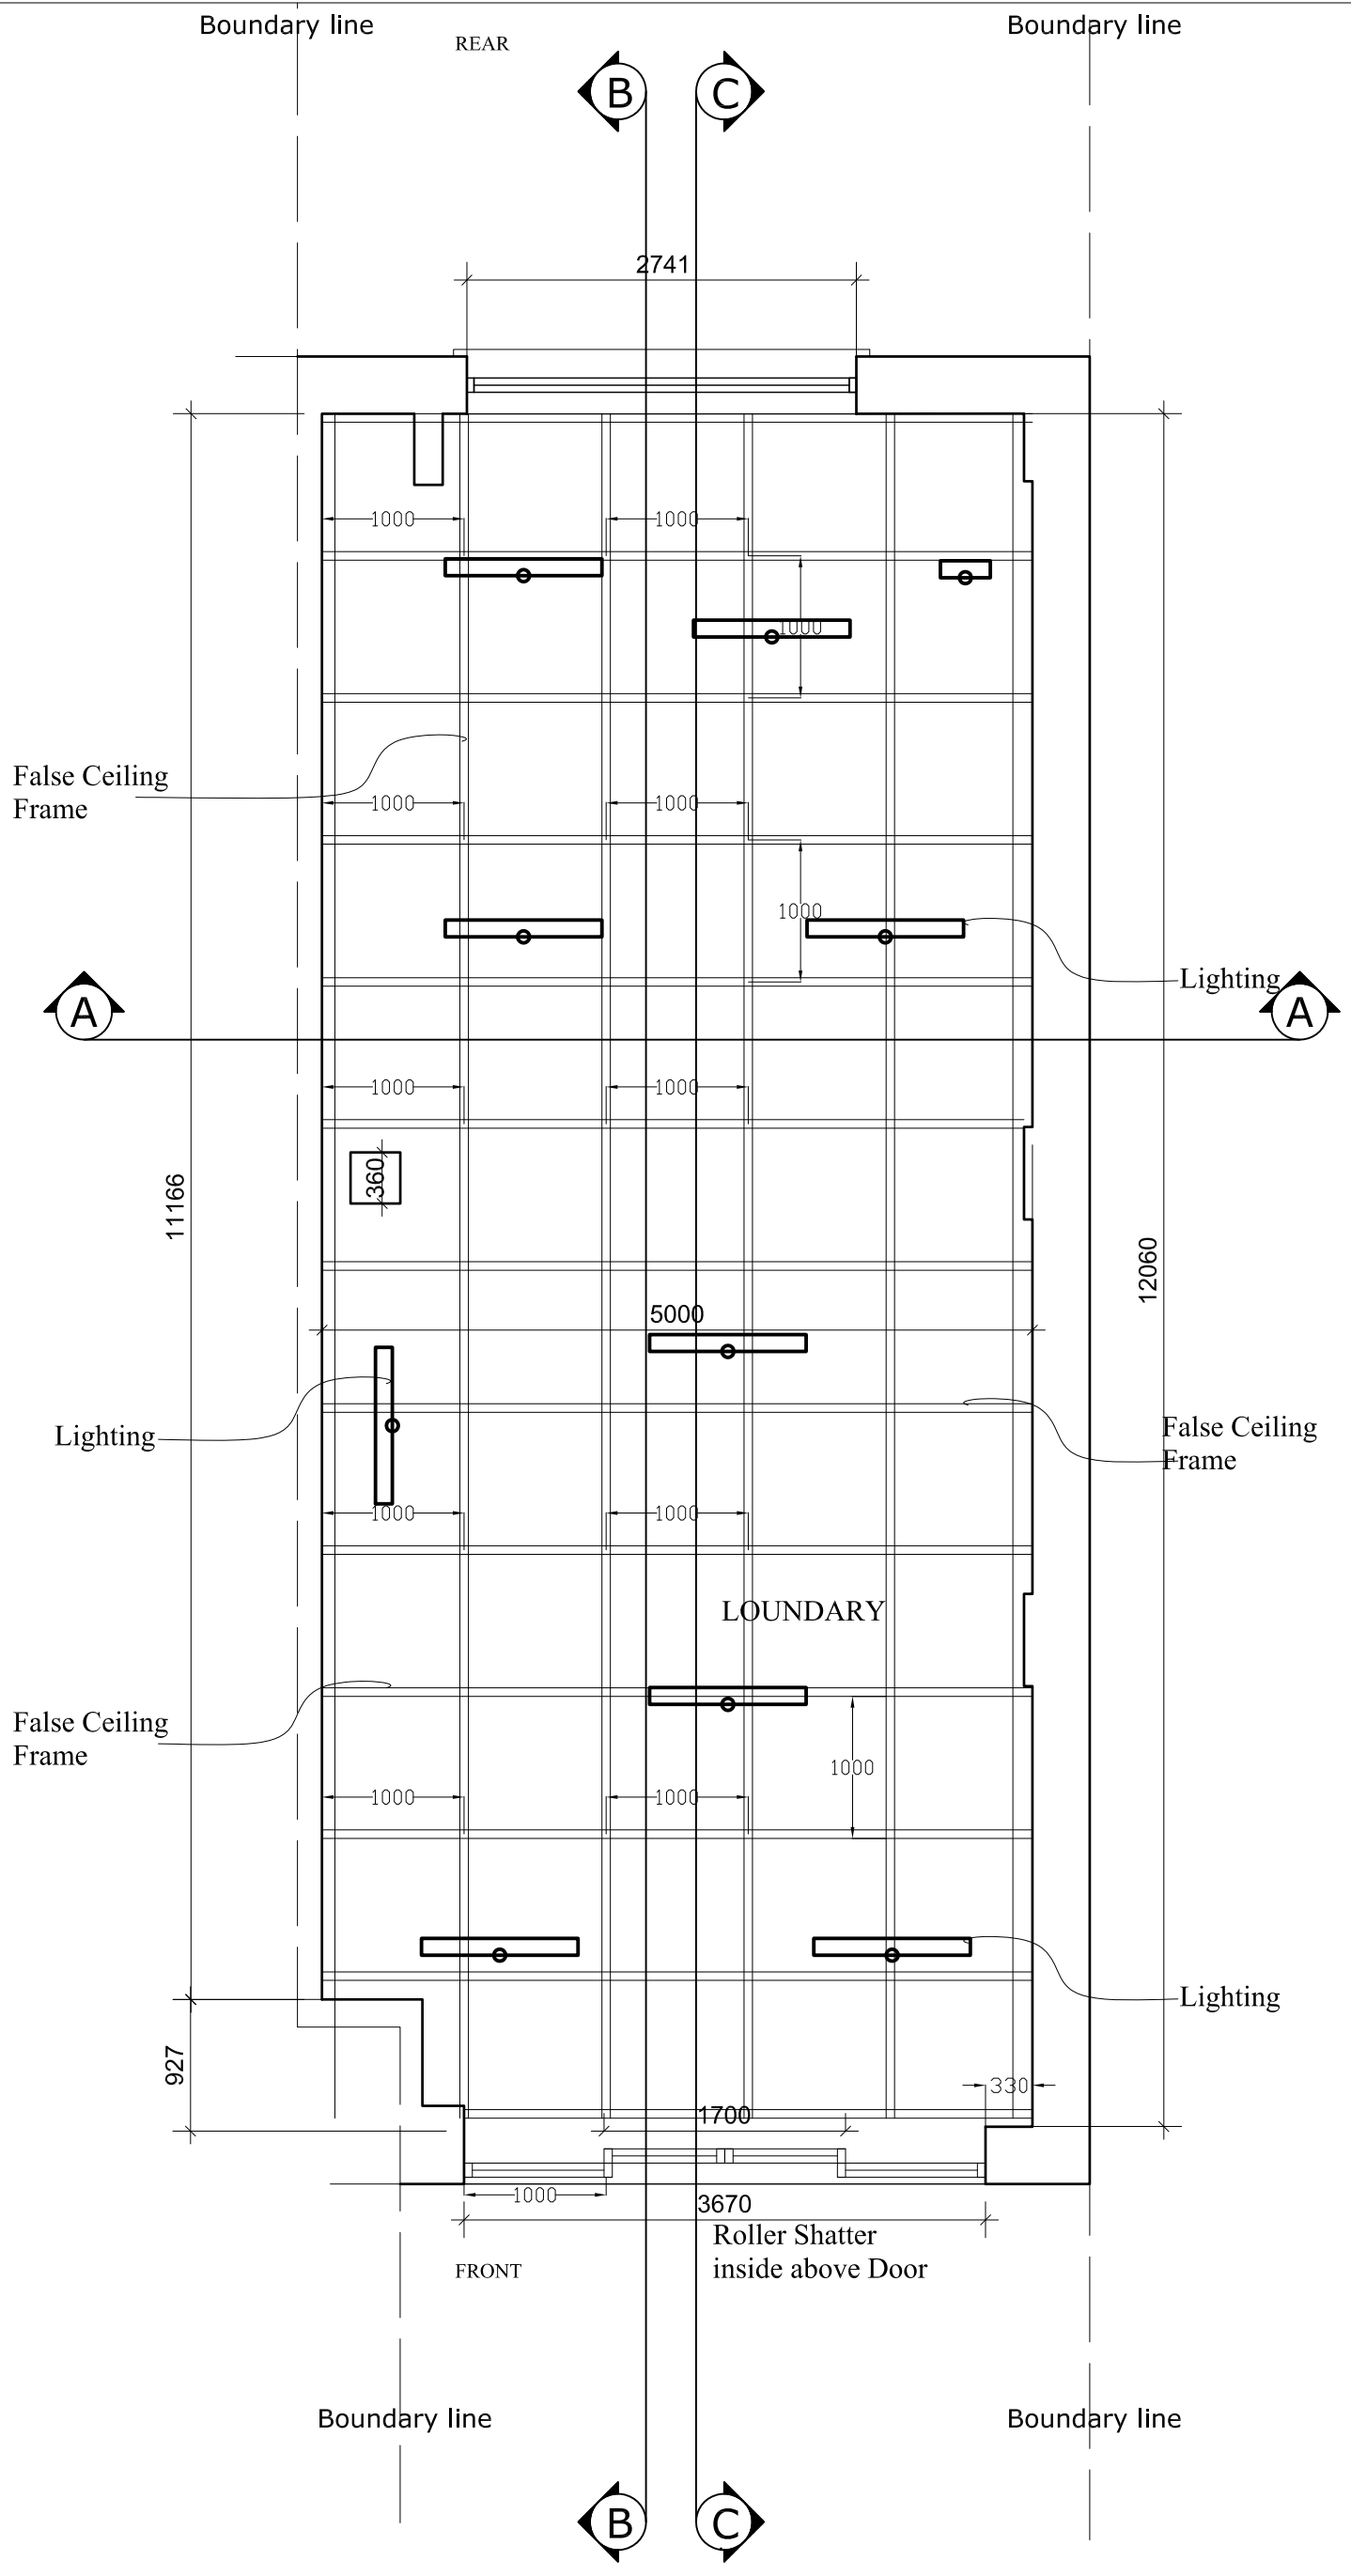 Boundary line
Boundary line
REAR
B
C
2741
1000
1000
1000
False Ceiling
Frame
1000
1000
1000
Lighting
A
A
1000
1000
360
11166
12060
5000
Lighting
False Ceiling
Frame
1000
1000
LOUNDARY
False Ceiling
Frame
1000
1000
1000
Lighting
927
330
1700
1000
3670
Roller Shatter
inside above Door
FRONT
Boundary line
Boundary line
B
C